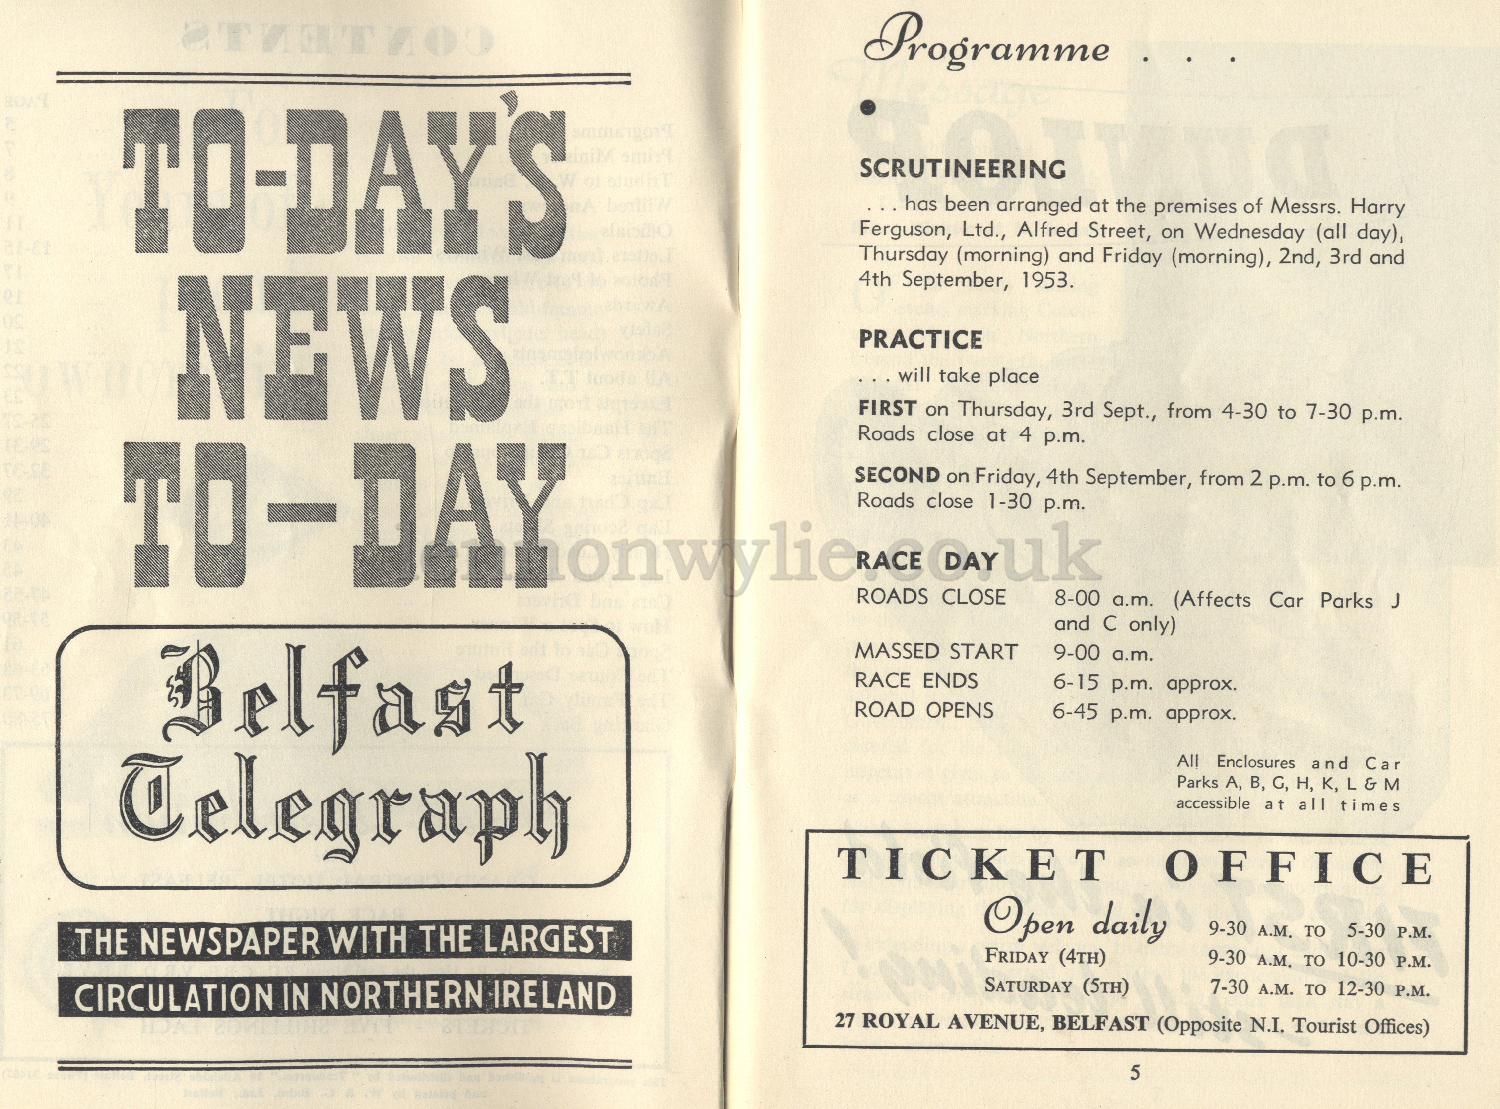 TO-DAY'S
NEWS
TO-DAY
Belfast
Telegraph
THE NEWSPAPER WITH THE LARGEST
CIRCULATION IN NORTHERN IRELAND
Programme . . .
SCRUTINEERING
. . . has been arranged at the premises of Messrs. Harry
Ferguson, Ltd., Alfred Street, on Wednesday (all day),
Thursday (morning) and Friday (morning), 2nd, 3rd and
4th September, 1953.
PRACTICE
. . . will take place
FIRST on Thursday, 3rd Sept., from 4-30 to 7-30 p.m.
Roads close at 4 p.m.
SECOND on Friday, 4th September, from 2 p.m. to 6 p.m.
Roads close 1-30 p.m.
lennonwylie.co.uk
RACE DAY
ROADS CLOSE 8-00 a.m. (Affects Car Parks J
and C only)
MASSED START 9-00 a.m.
RACE ENDS 6-15 p.m. approx.
ROAD OPENS 6-45 p.m. approx.
All Enclosures and Car
Parks A, B, G, H, K, L & M
accessible at all times
TICKET OFFICE
Open daily 9-30 A.M. TO 5-30 P.M.
FRIDAY (4TH) 9-30 A.M. TO 10-30 P.M.
SATURDAY (5TH) 7-30 A.M. TO 12-30 P.M.
27 ROYAL AVENUE, BELFAST (Opposite N.I. Tourist Offices)
5